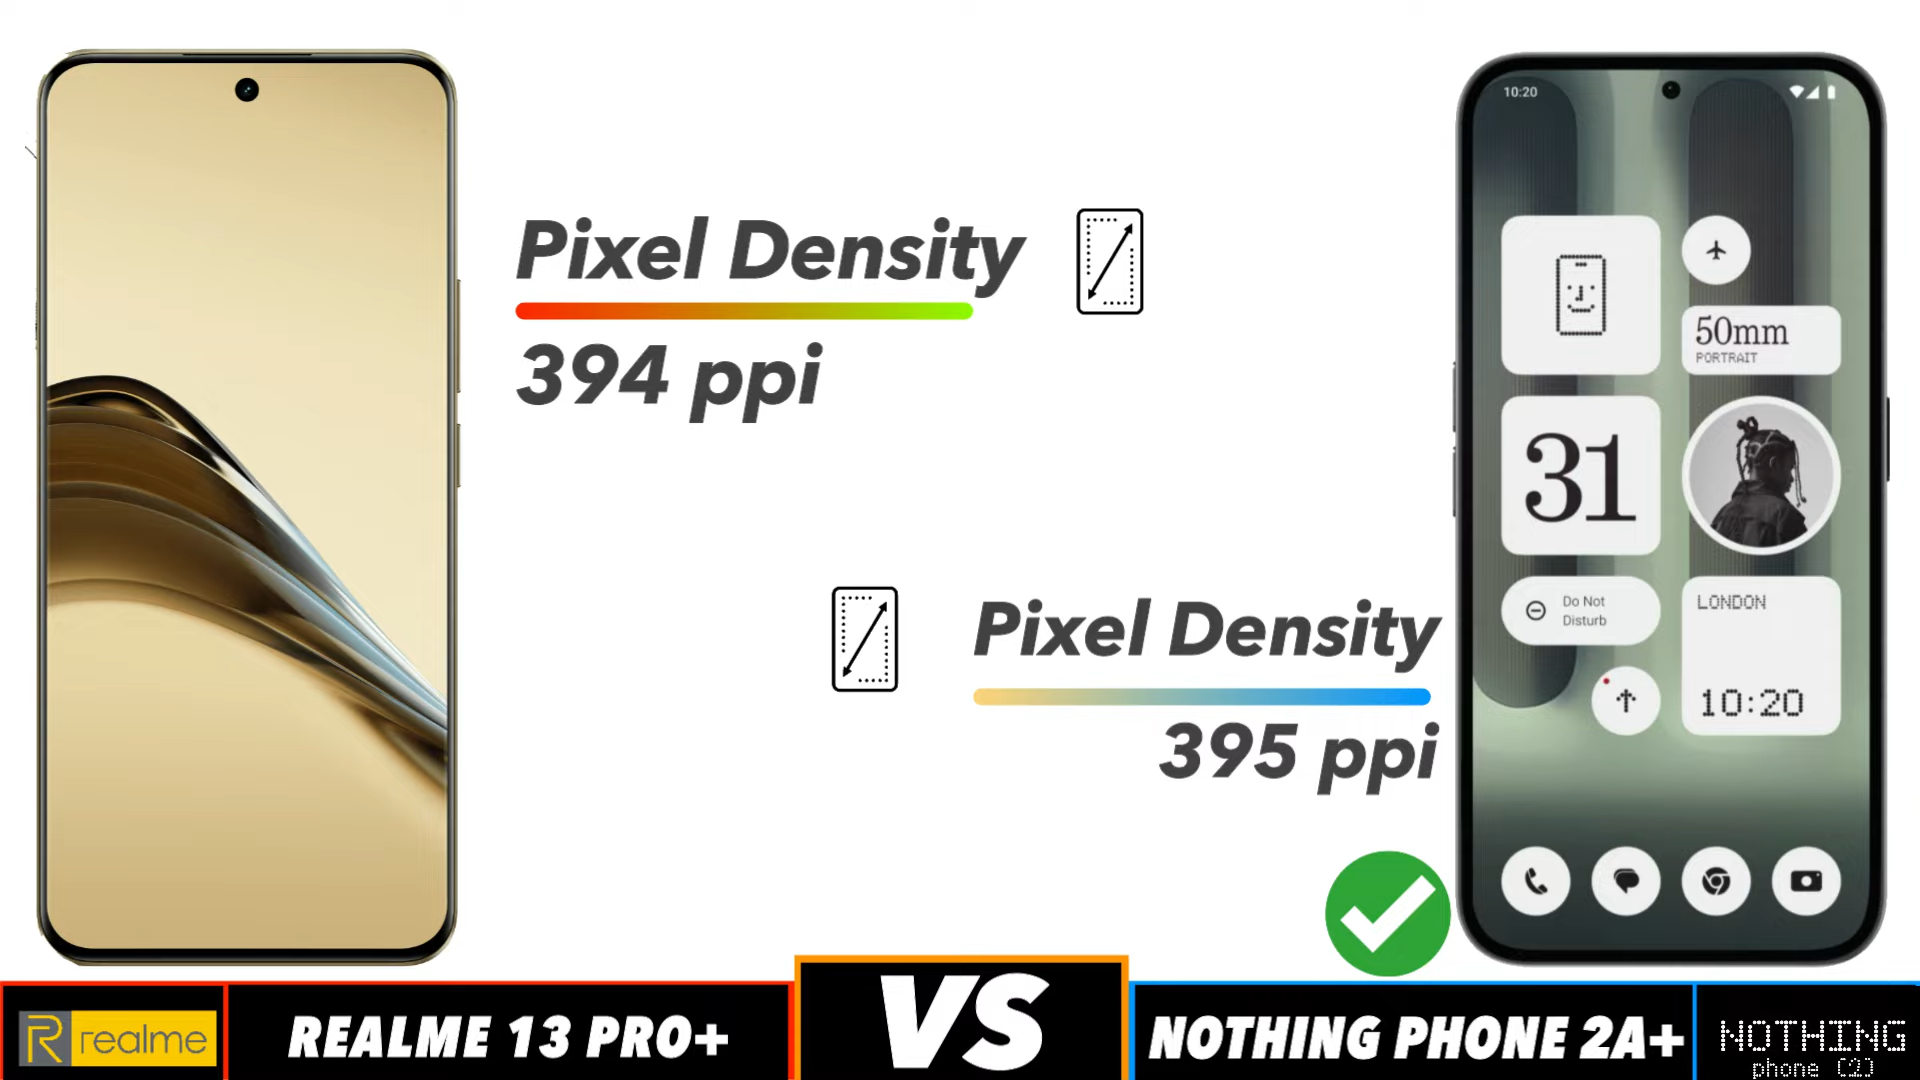 Pixel Density
394 ppi
Pixel Density
395 ppi
10:20
50mm
PORTRAIT
31
Do Not
Disturb
LONDON
10:20
realme
REALME 13 PRO+
VS
NOTHING PHONE 2A+
NOTHING
phone (2)